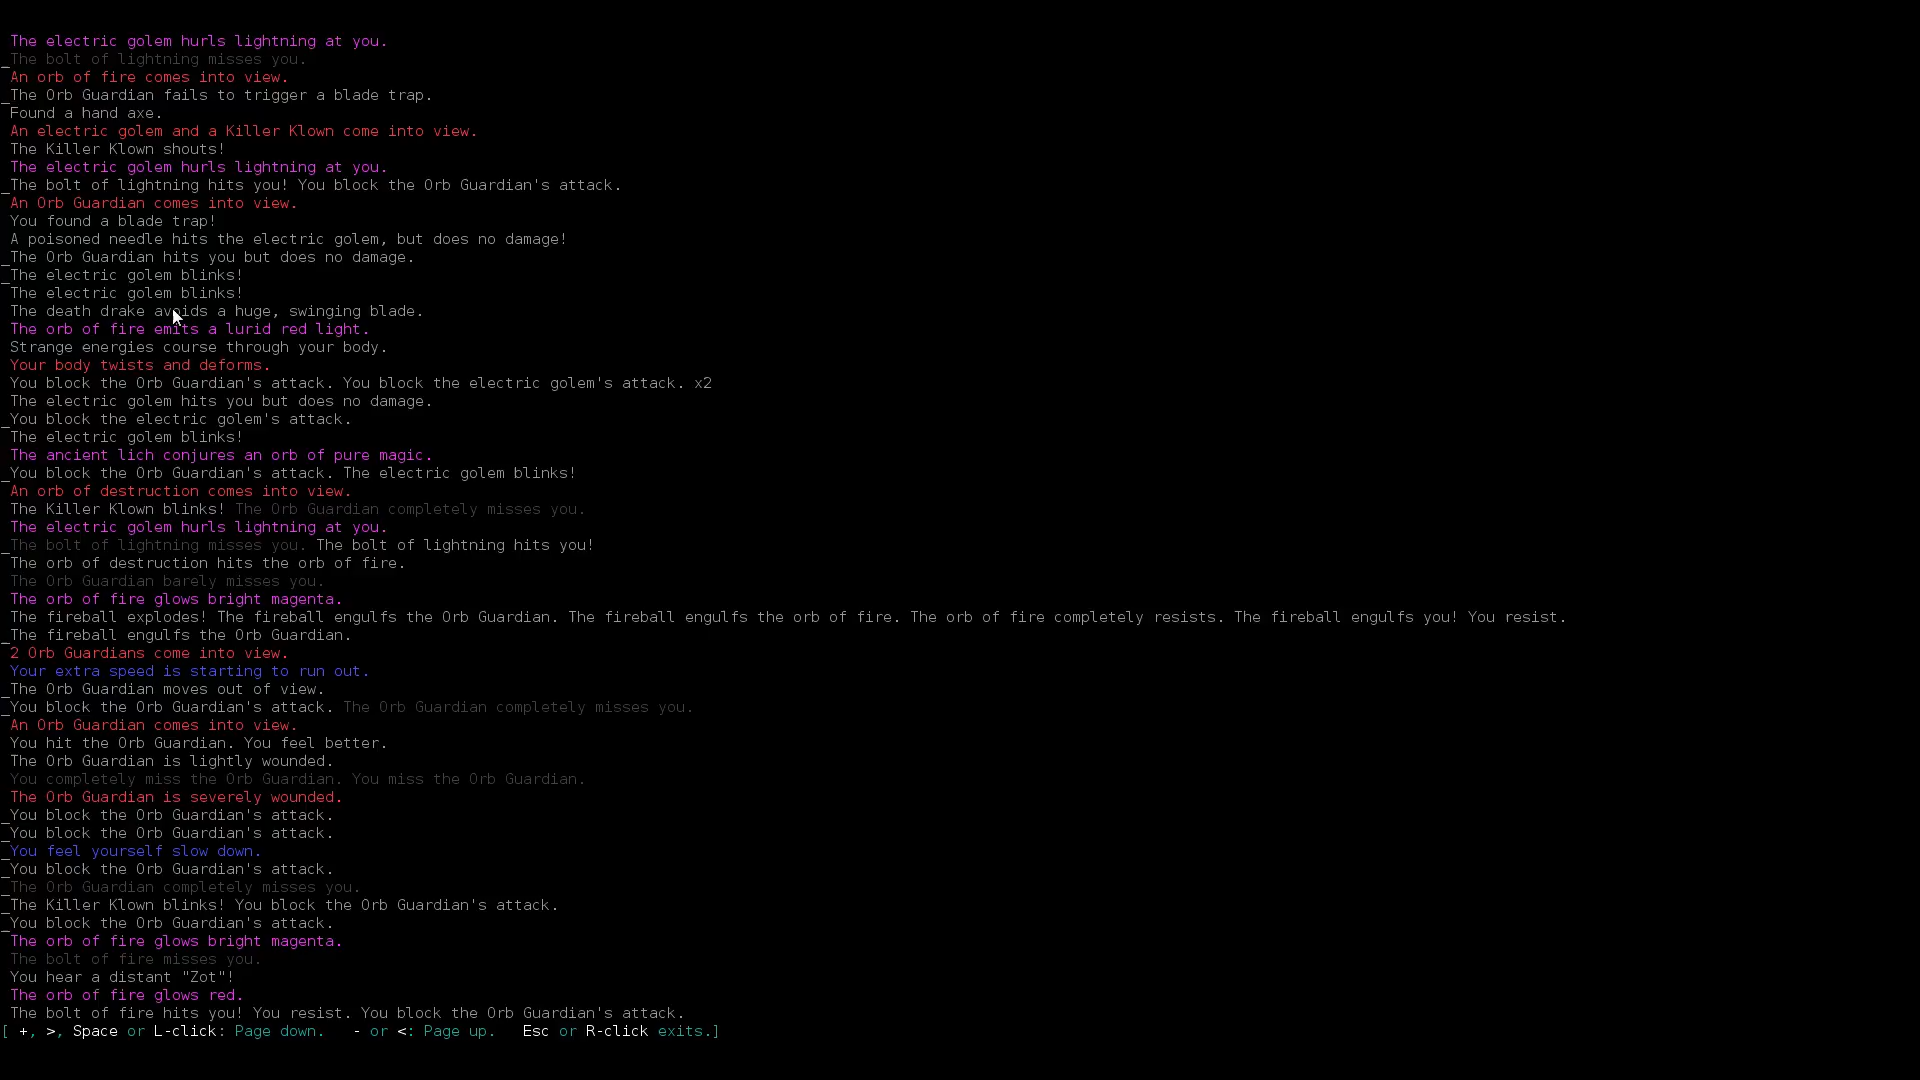 The electric golem hurls lightning at you.
_The bolt of lightning misses you.
An orb of fire comes into view.
_The Orb Guardian fails to trigger a blade trap.
Found a hand axe.
An electric golem and a Killer Klown come into view.
The Killer Klown shouts!
The electric golem hurls lightning at you.
_The bolt of lightning hits you! You block the Orb Guardian's attack.
An Orb Guardian comes into view.
You found a blade trap!
A poisoned needle hits the electric golem, but does no damage!
_The Orb Guardian hits you but does no damage.
_The electric golem blinks!
The electric golem blinks!
The death drake avoids a huge, swinging blade.
The orb of fire emits a lurid red light.
Strange energies course through your body.
Your body twists and deforms.
You block the Orb Guardian's attack. You block the electric golem's attack. x2
The electric golem hits you but does no damage.
_You block the electric golem's attack.
The electric golem blinks!
The ancient lich conjures an orb of pure magic.
_You block the Orb Guardian's attack. The electric golem blinks!
An orb of destruction comes into view.
The Killer Klown blinks! The Orb Guardian completely misses you.
The electric golem hurls lightning at you.
_The bolt of lightning misses you. The bolt of lightning hits you!
The orb of destruction hits the orb of fire.
The Orb Guardian barely misses you.
The orb of fire glows bright magenta.
The fireball explodes! The fireball engulfs the Orb Guardian. The fireball engulfs the orb of fire. The orb of fire completely resists. The fireball engulfs you! You resist.
_The fireball engulfs the Orb Guardian.
2 Orb Guardians come into view.
Your extra speed is starting to run out.
_The Orb Guardian moves out of view.
_You block the Orb Guardian's attack. The Orb Guardian completely misses you.
An Orb Guardian comes into view.
You hit the Orb Guardian. You feel better.
The Orb Guardian is lightly wounded.
You completely miss the Orb Guardian. You miss the Orb Guardian.
The Orb Guardian is severely wounded.
_You block the Orb Guardian's attack.
_You block the Orb Guardian's attack.
_You feel yourself slow down.
_You block the Orb Guardian's attack.
_The Orb Guardian completely misses you.
_The Killer Klown blinks! You block the Orb Guardian's attack.
_You block the Orb Guardian's attack.
The orb of fire glows bright magenta.
The bolt of fire misses you.
You hear a distant "Zot"!
The orb of fire glows red.
The bolt of fire hits you! You resist. You block the Orb Guardian's attack.
[ +, >, Space or L-click: Page down.   - or <: Page up.   Esc or R-click exits.]